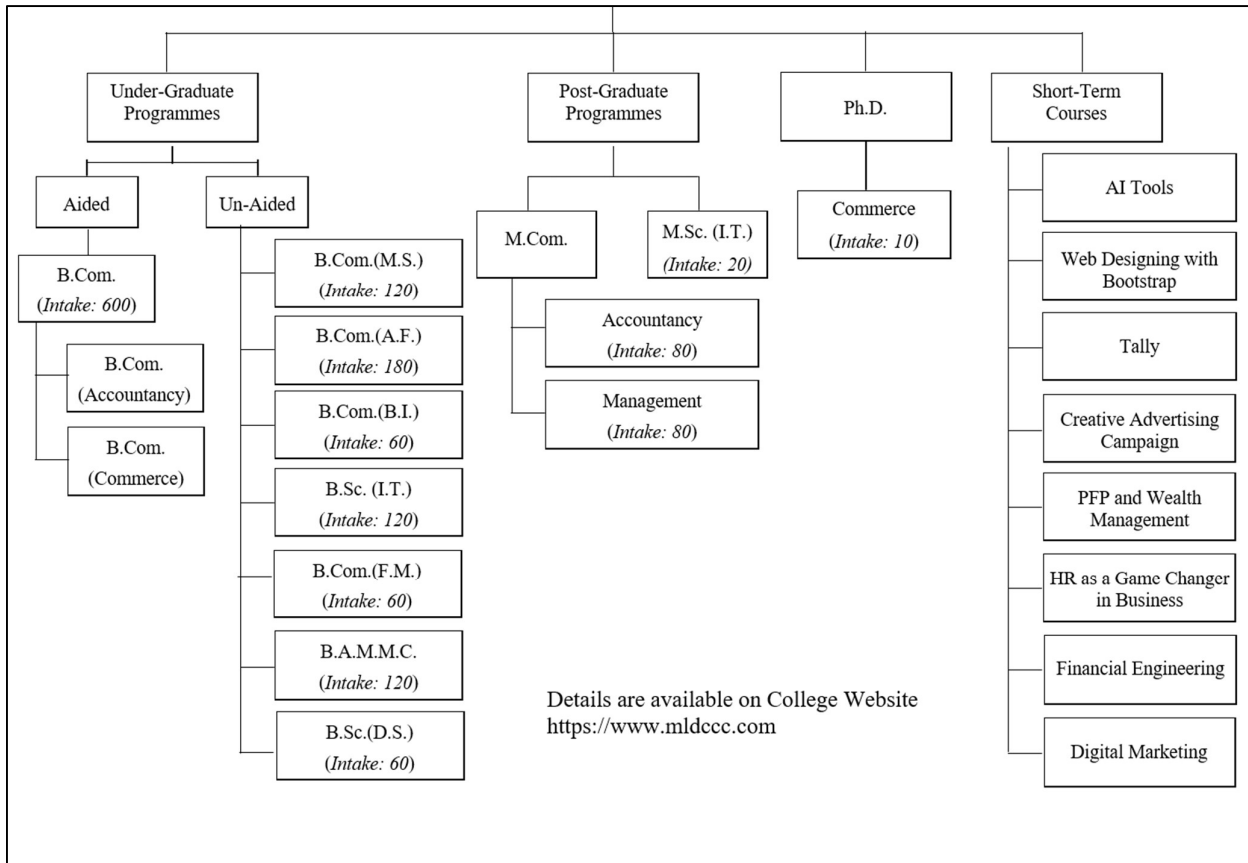 Under-Graduate
Programmes
Post-Graduate
Programmes
Ph.D.
Short-Term
Courses
Aided
Un-Aided
B.Com.
(Intake: 600)
B.Com.
(Accountancy)
B.Com.
(Commerce)
B.Com.(M.S.)
(Intake: 120)
B.Com.(A.F.)
(Intake: 180)
B.Com.(B.I.)
(Intake: 60)
B.Sc. (I.T.)
(Intake: 120)
B.Com.(F.M.)
(Intake: 60)
B.A.M.M.C.
(Intake: 120)
B.Sc.(D.S.)
(Intake: 60)
M.Com.
M.Sc. (I.T.)
(Intake: 20)
Accountancy
(Intake: 80)
Management
(Intake: 80)
Commerce
(Intake: 10)
AI Tools
Web Designing with
Bootstrap
Tally
Creative Advertising
Campaign
PFP and Wealth
Management
HR as a Game Changer
in Business
Financial Engineering
Digital Marketing
Details are available on College Website
https://www.mldccc.com